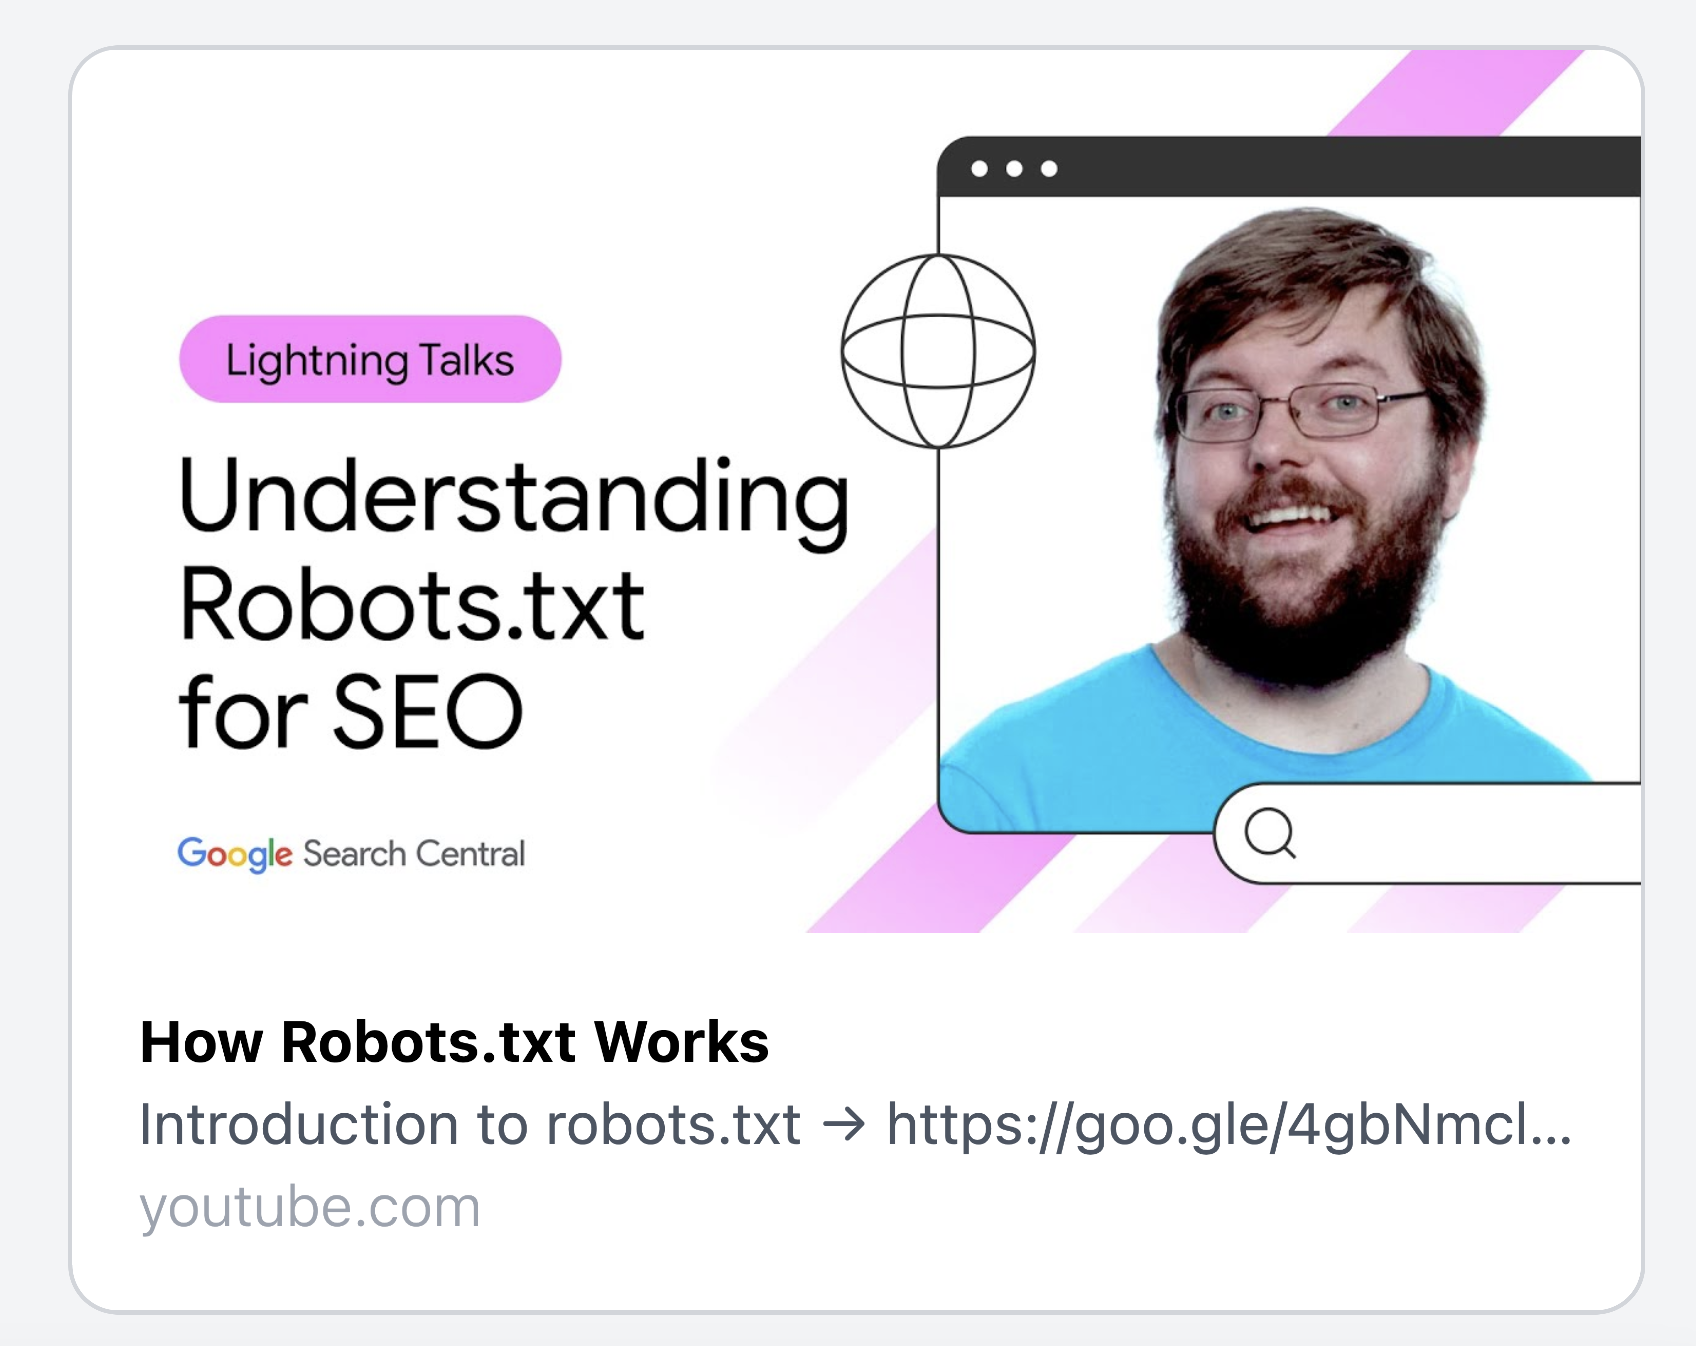 Lightning Talks
Understanding
Robots.txt
for SEO
Google Search Central
How Robots.txt Works
Introduction to robots.txt → https://goo.gle/4gbNmcl...
youtube.com